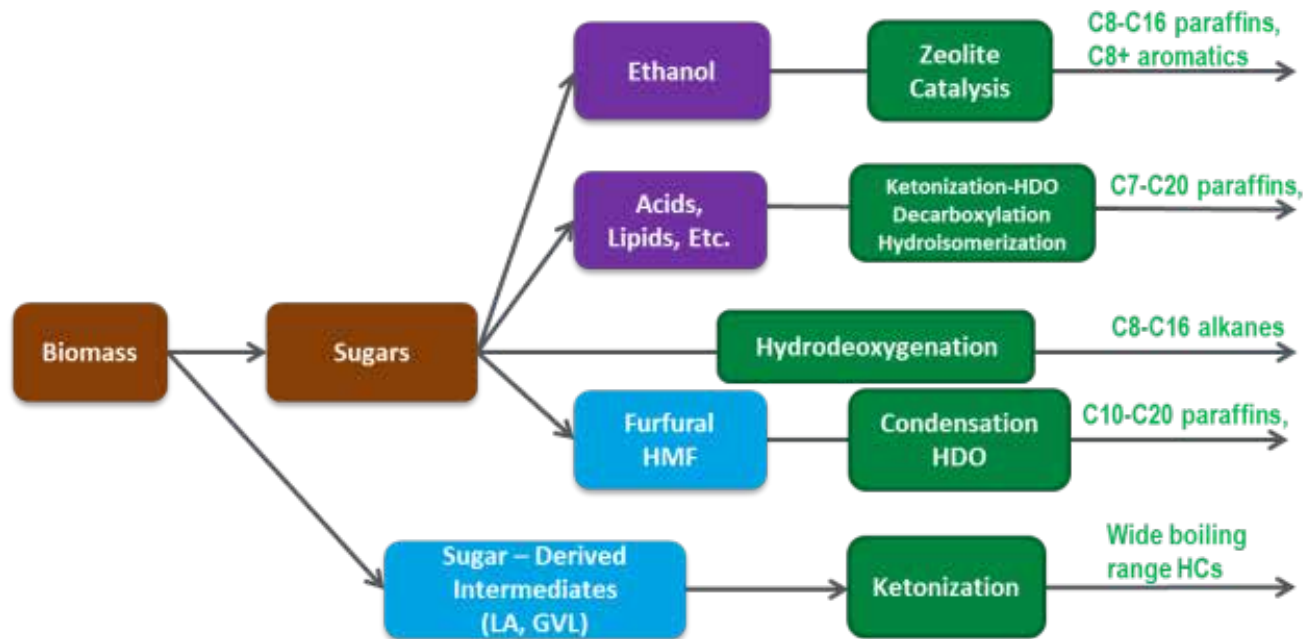 Ethanol
Zeolite
Catalysis
C8-C16 paraffins,
C8+ aromatics
Acids,
Lipids, Etc.
Ketonization-HDO
Decarboxylation
Hydroisomerization
C7-C20 paraffins,
Biomass
Sugars
Hydrodeoxygenation
C8-C16 alkanes
Furfural
HMF
Condensation
HDO
C10-C20 paraffins,
Sugar – Derived
Intermediates
(LA, GVL)
Ketonization
Wide boiling
range HCs